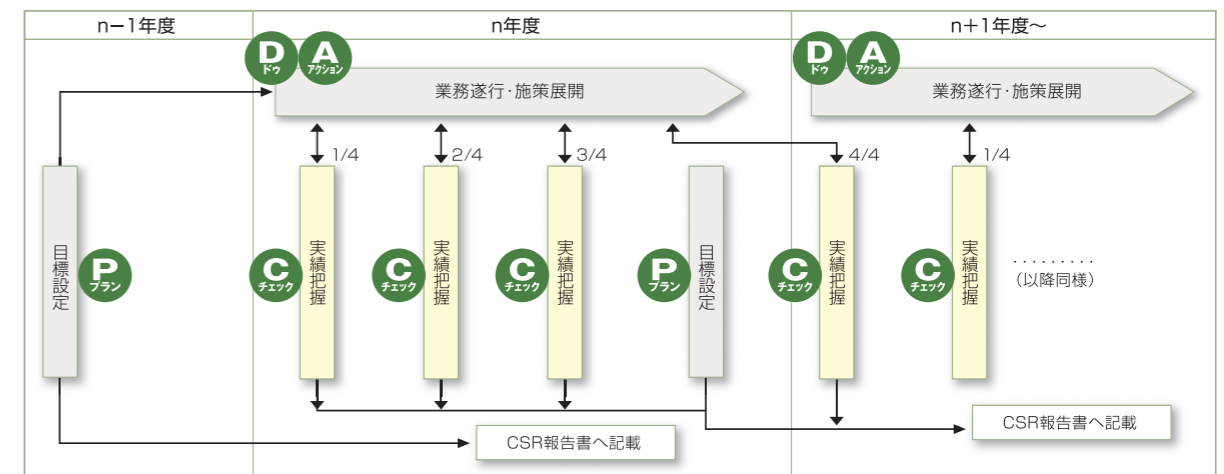 n－1年度
n年度
n＋1年度～
D
ドゥ
A
アクション
業務遂行・施策展開
D
ドゥ
A
アクション
業務遂行・施策展開
1/4
2/4
3/4
4/4
1/4
目標設定
P
プラン
C
チェック
実績把握
C
チェック
実績把握
C
チェック
実績把握
P
プラン
目標設定
C
チェック
実績把握
C
チェック
実績把握
·········
（以降同様）
CSR報告書へ記載
CSR報告書へ記載